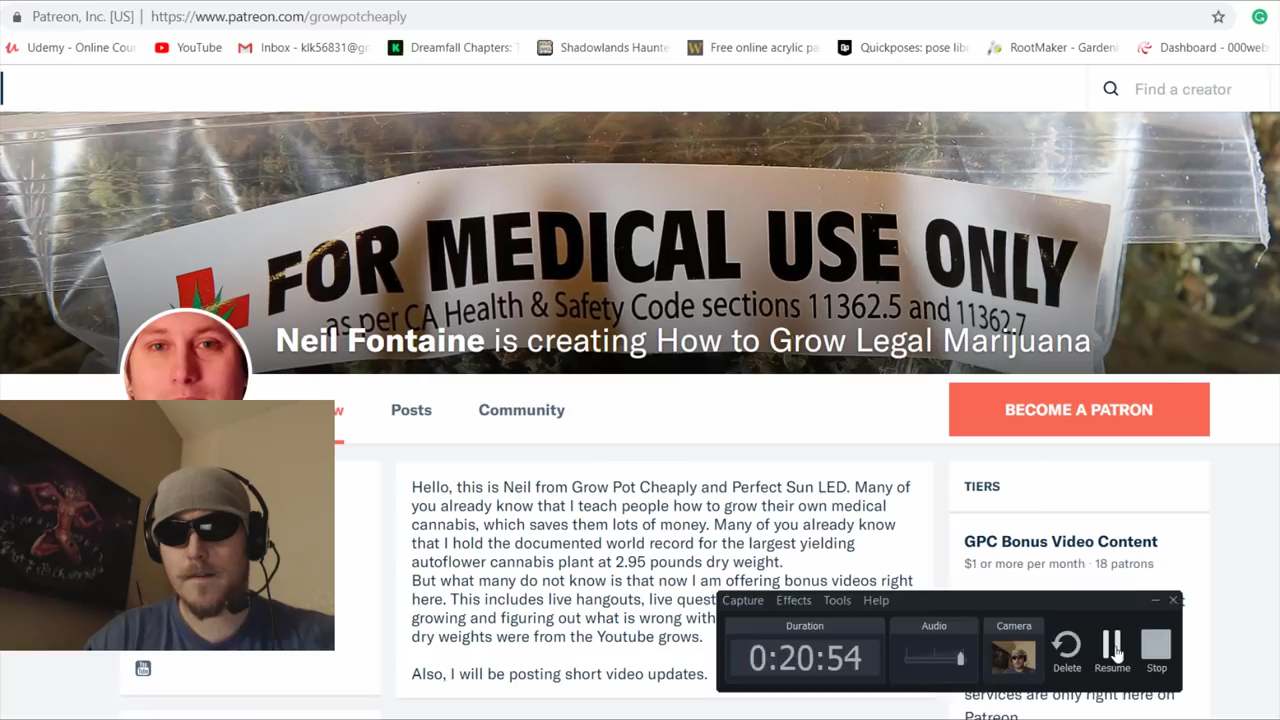 Patreon, Inc. [US] | https://www.patreon.com/growpotcheaply
Udemy - Online Cou
YouTube
Inbox - klk56831@g
Dreamfall Chapters:
Shadowlands Haunte
Free online acrylic pa
Quickposes: pose lib
RootMaker - Gardeni
Dashboard - 000web
Find a creator
FOR MEDICAL USE ONLY
as per CA Health & Safety Code sections 11362.5 and 11362.7
Neil Fontaine is creating How to Grow Legal Marijuana
w
Posts
Community
BECOME A PATRON
Hello, this is Neil from Grow Pot Cheaply and Perfect Sun LED. Many of
you already know that I teach people how to grow their own medical
cannabis, which saves them lots of money. Many of you already know
that I hold the documented world record for the largest yielding
autoflower cannabis plant at 2.95 pounds dry weight.
But what many do not know is that now I am offering bonus videos right
here. This includes live hangouts, live quest
growing and figuring out what is wrong with
dry weights were from the Youtube grows.
Also, I will be posting short video updates.
TIERS
GPC Bonus Video Content
$1 or more per month · 18 patrons
services are only right here on
Patreon
Capture
Effects
Tools
Help
Duration
0:20:54
Audio
Camera
Delete
Resume
Stop
You
Tube